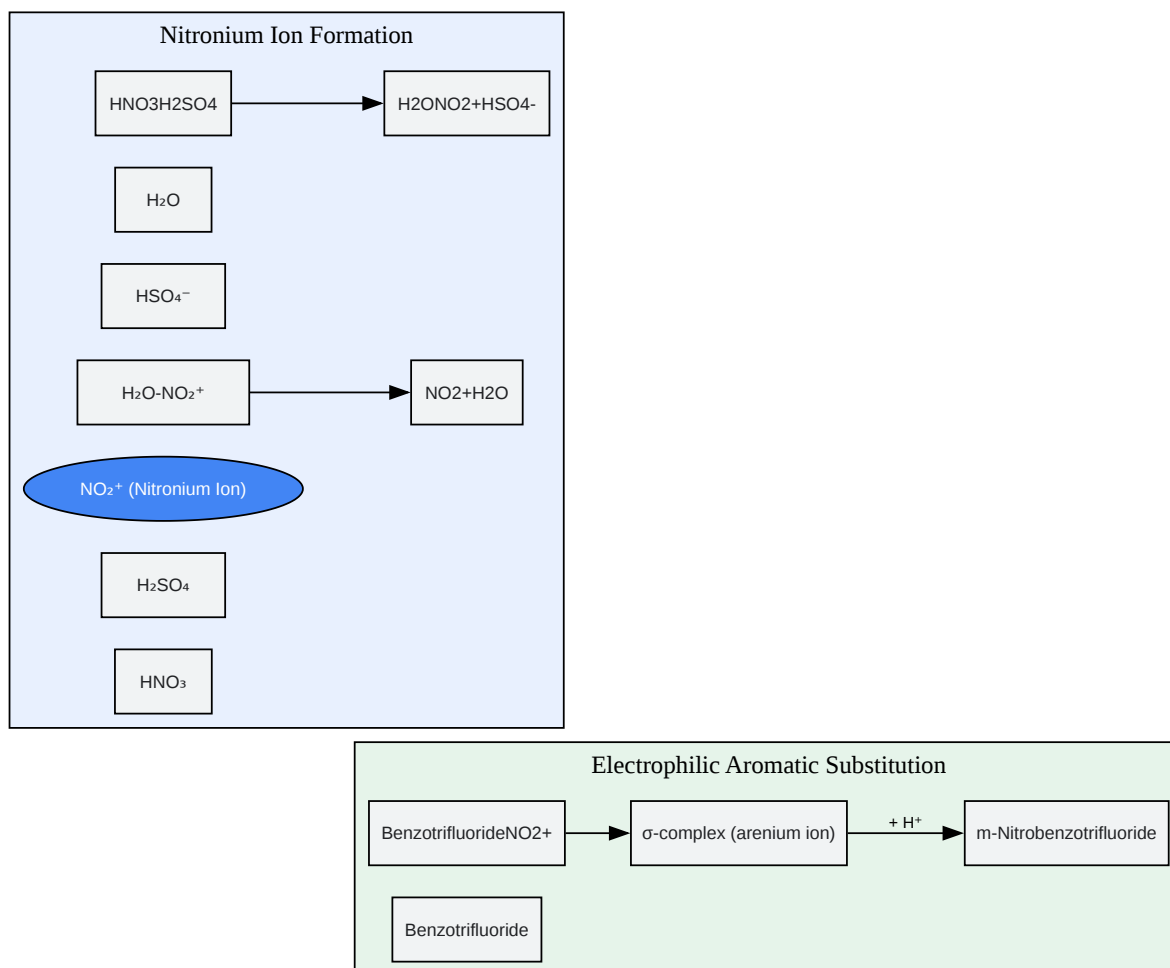 Nitronium Ion Formation
HNO3H2SO4
H2ONO2+HSO4-
H₂O
HSO₄⁻
H₂O-NO₂⁺
NO2+H2O
NO₂⁺ (Nitronium Ion)
H₂SO₄
HNO₃
Electrophilic Aromatic Substitution
BenzotrifluorideNO2+
σ-complex (arenium ion)
+ H⁺
m-Nitrobenzotrifluoride
Benzotrifluoride